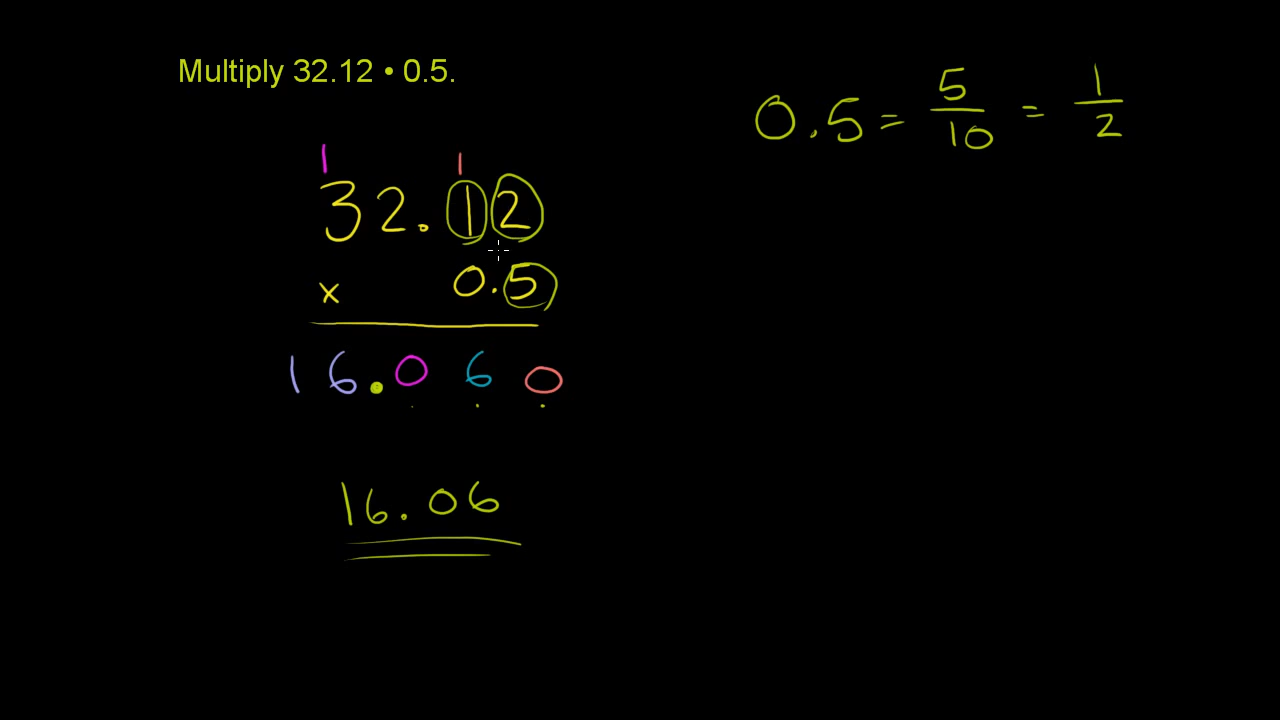 Multiply 32.12 • 0.5.
0.5 = 5/10 = 1/2
1 1
32.12
x 0.5
16.060
16.06